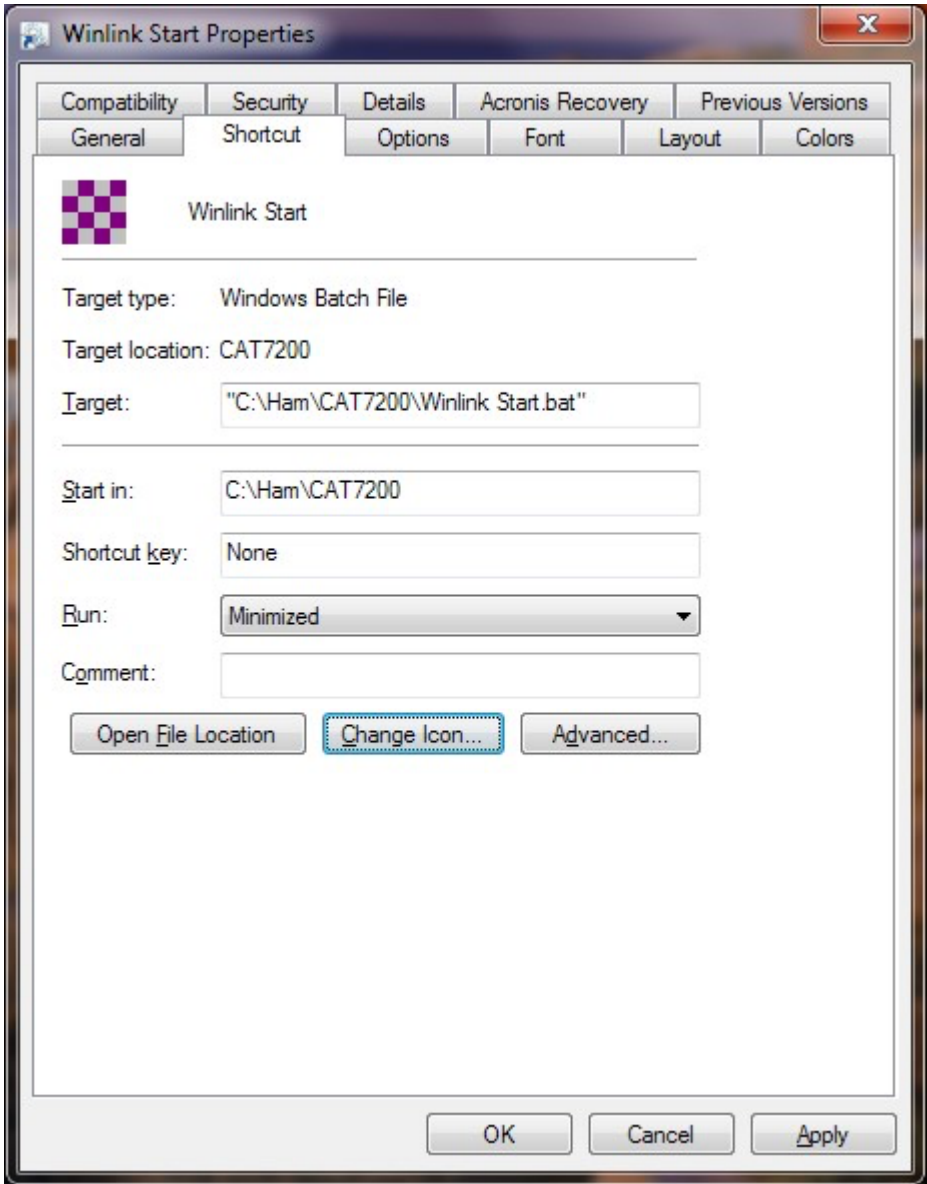 Winlink Start Properties
Compatibility Security Details Acronis Recovery Previous Versions
General Shortcut Options Font Layout Colors
Winlink Start
Target type: Windows Batch File
Target location: CAT7200
Target: "C:\Ham\CAT7200\Winlink Start.bat"
Start in: C:\Ham\CAT7200
Shortcut key: None
Run: Minimized
Comment:
Open File Location Change Icon... Advanced...
OK Cancel Apply